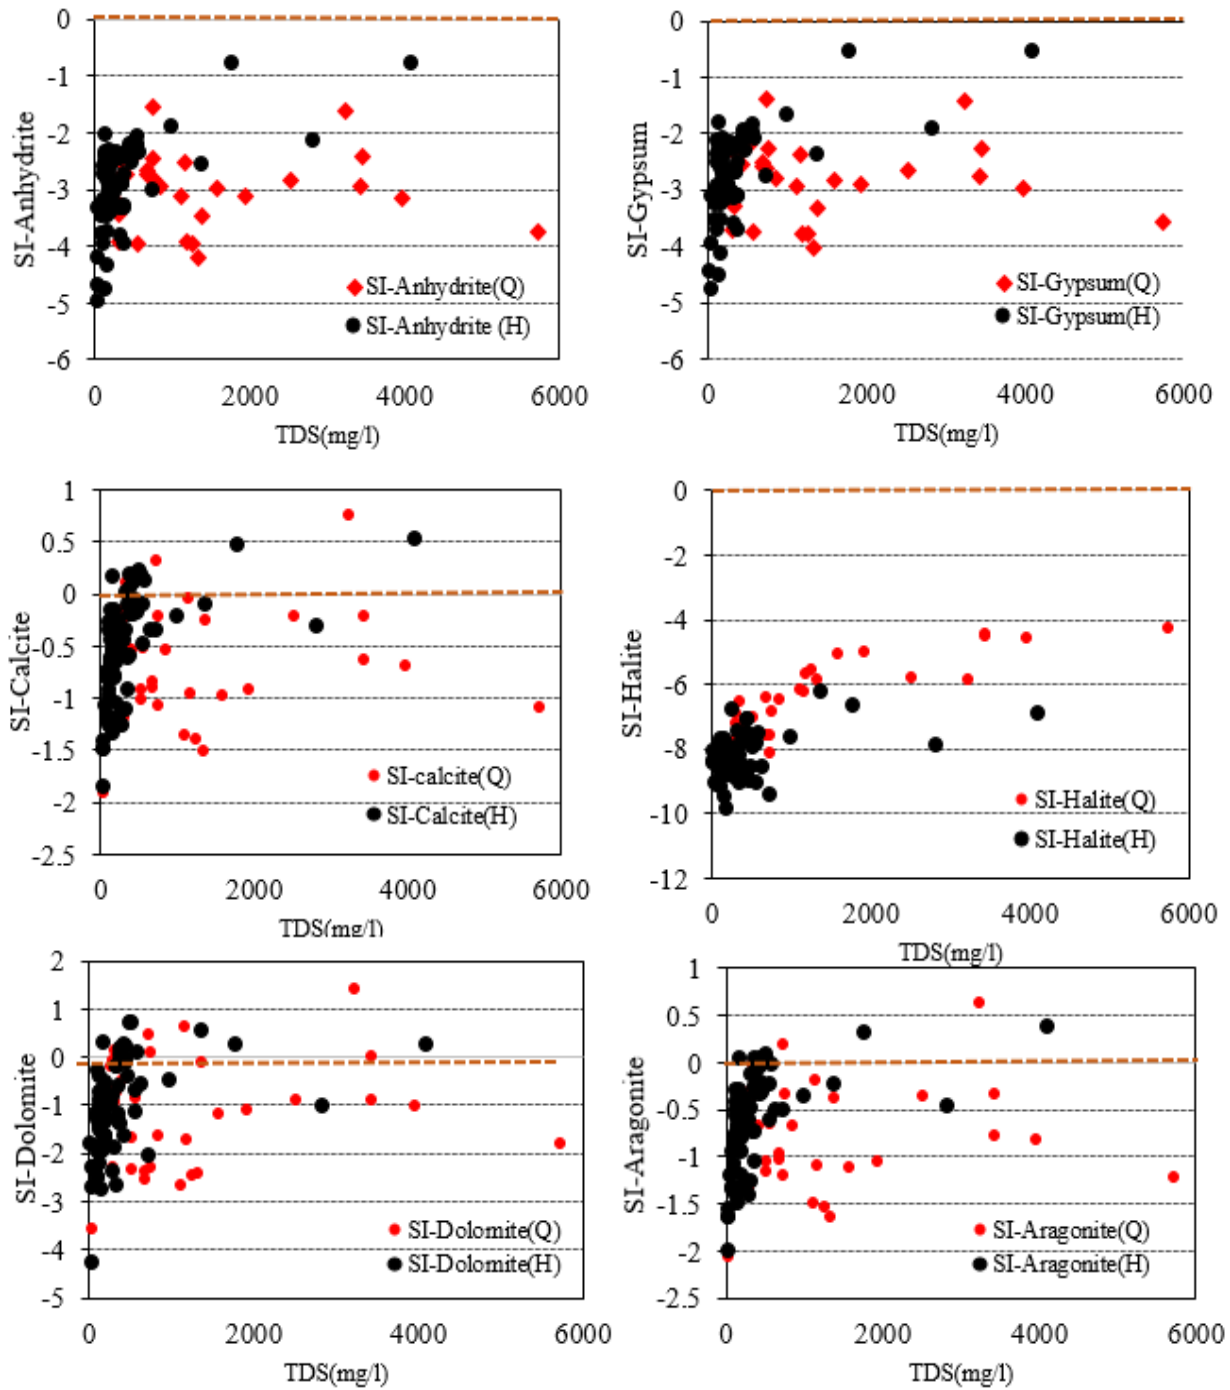 0
-1
-2
-3
-4
-5
-6
SI-Anhydrite
SI-Anhydrite(Q)
SI-Anhydrite (H)
0 2000 4000 6000
TDS(mg/l)
0
-1
-2
-3
-4
-5
-6
SI-Gypsum
SI-Gypsum(Q)
SI-Gypsum(H)
0 2000 4000 6000
TDS(mg/l)
1
0.5
0
-0.5
-1
-1.5
-2
-2.5
SI-Calcite
SI-calcite(Q)
SI-Calcite(H)
0 2000 4000 6000
TDS(mg/l)
0
-2
-4
-6
-8
-10
-12
SI-Halite
SI-Halite(Q)
SI-Halite(H)
0 2000 4000 6000
TDS(mg/l)
2
1
0
-1
-2
-3
-4
-5
SI-Dolomite
SI-Dolomite(Q)
SI-Dolomite(H)
0 2000 4000 6000
TDS(mg/l)
1
0.5
0
-0.5
-1
-1.5
-2
-2.5
SI-Aragonite
SI-Aragonite(Q)
SI-Aragonite(H)
0 2000 4000 6000
TDS(mg/l)